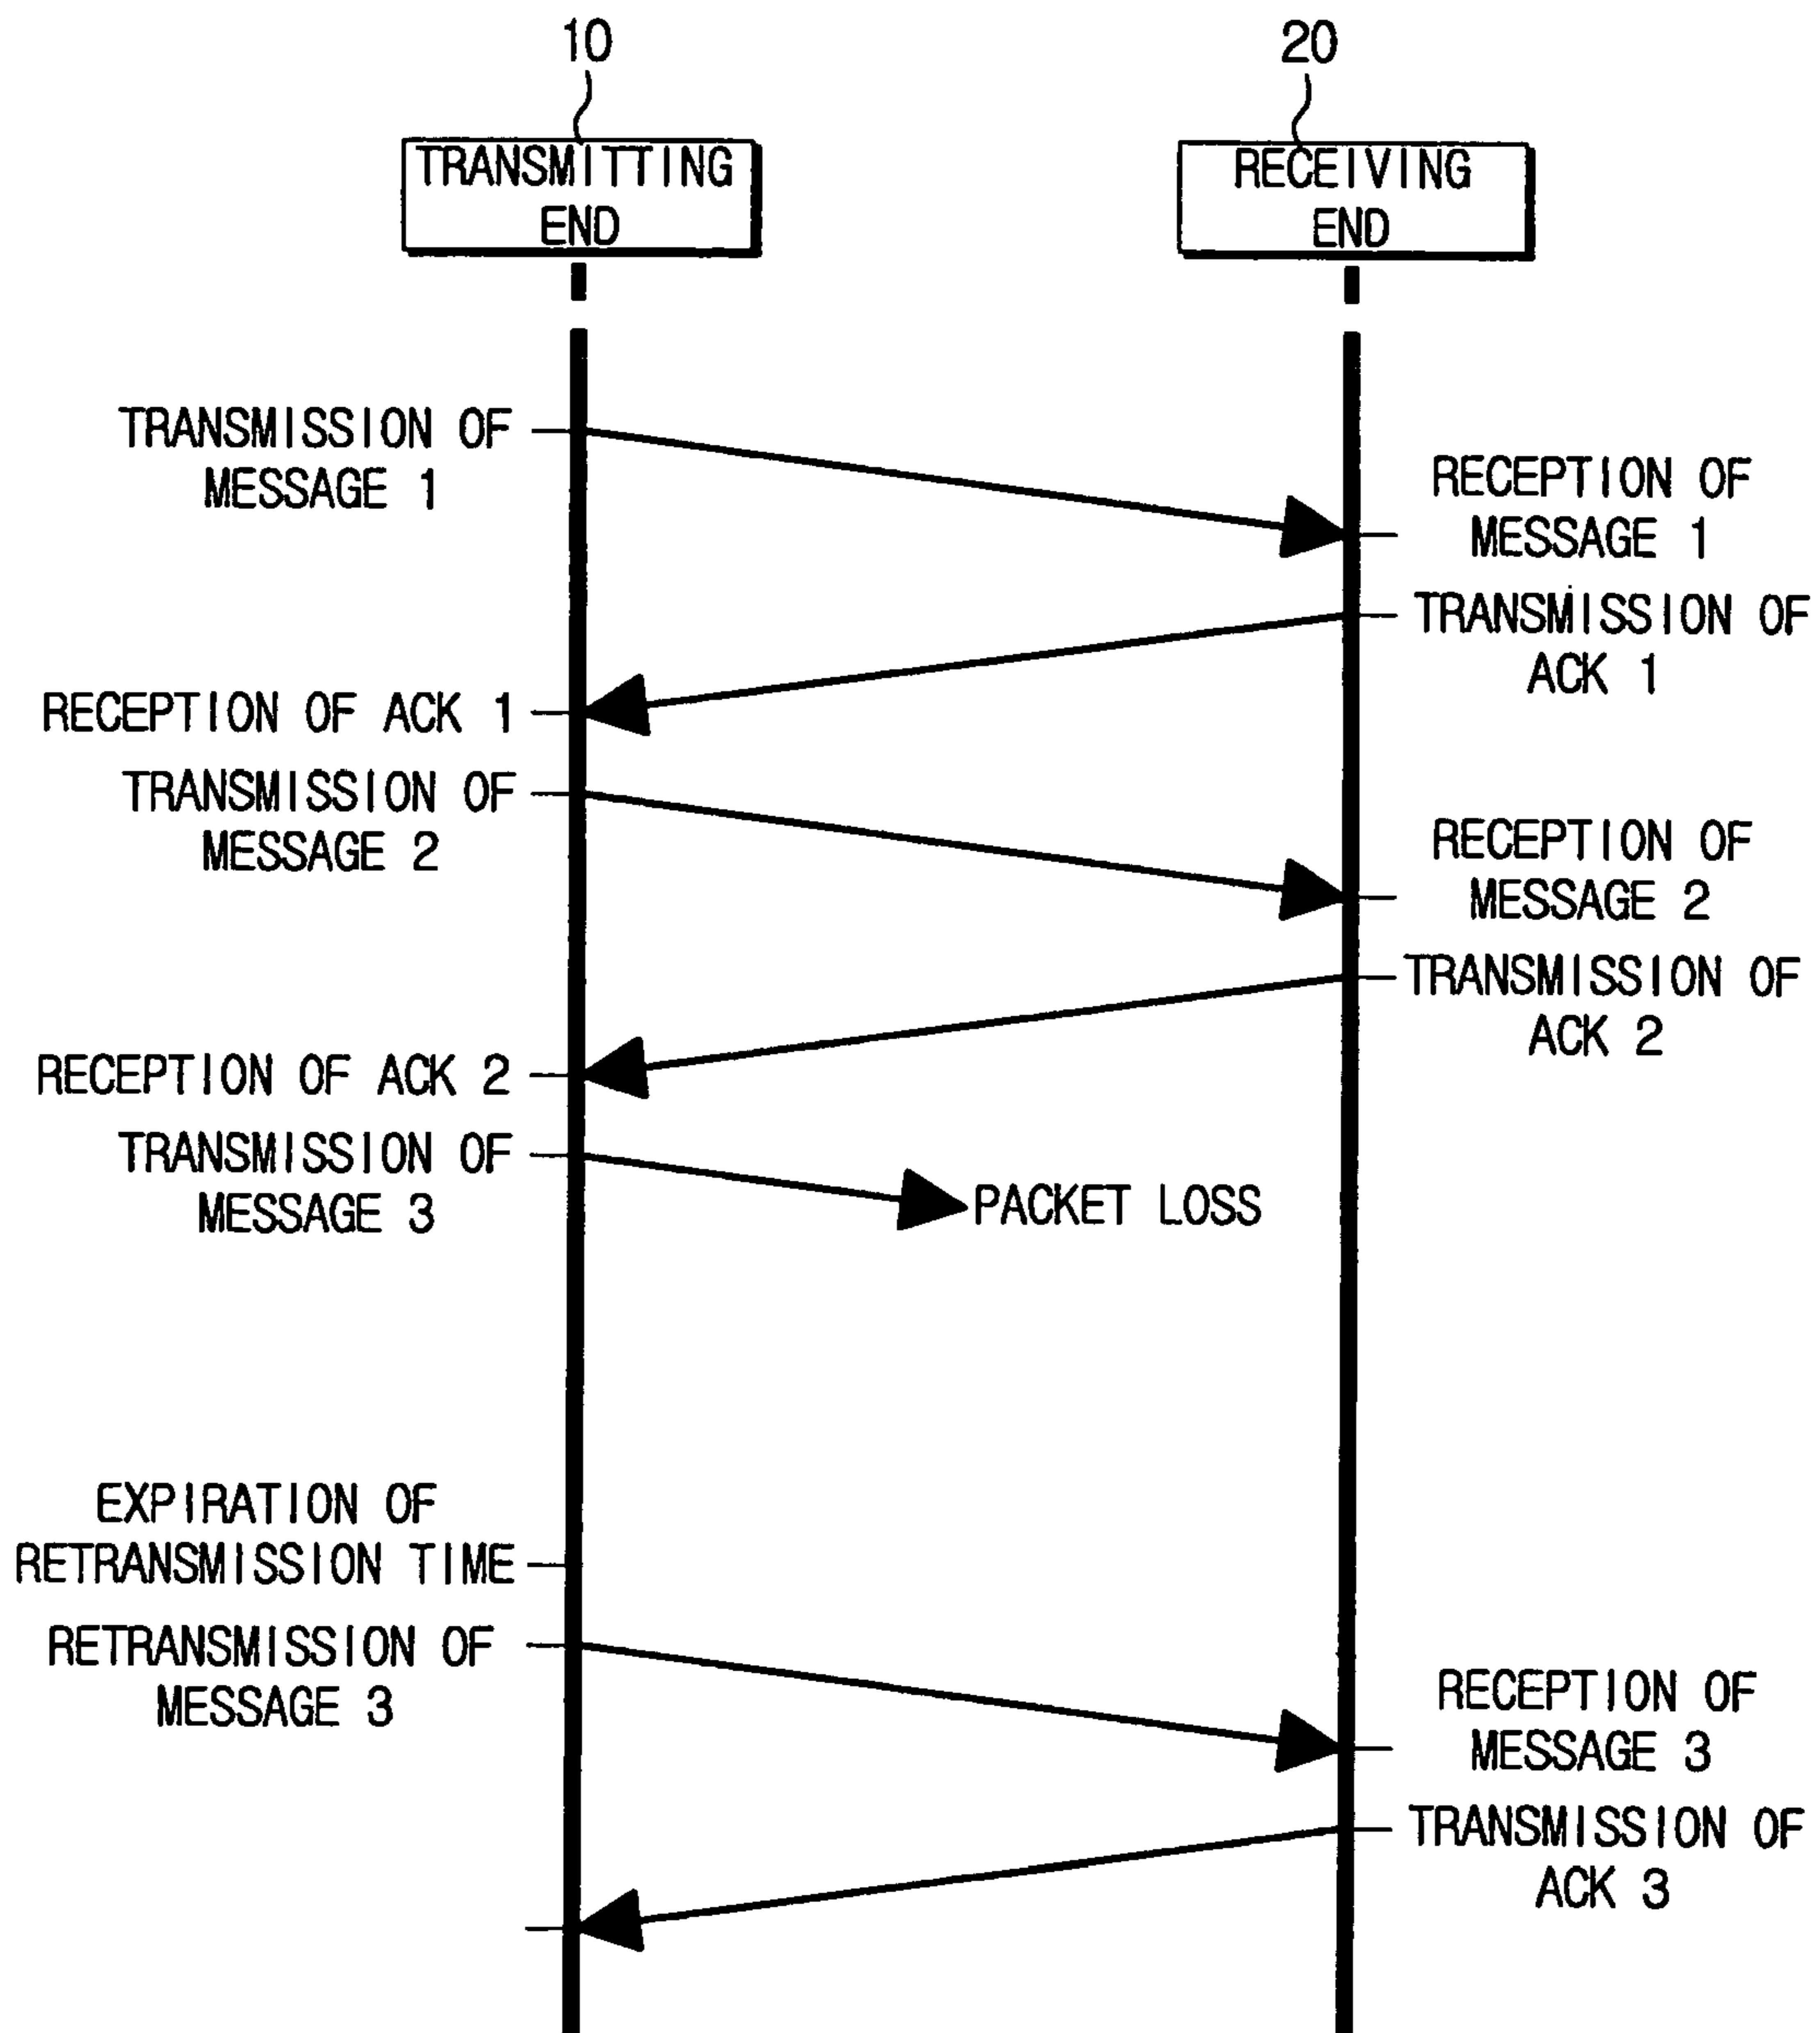 10
20
TRANSMITTING
END
RECEIVING
END
TRANSMISSION OF
MESSAGE 1
RECEPTION OF
MESSAGE 1
TRANSMISSION OF
ACK 1
RECEPTION OF ACK 1
TRANSMISSION OF
MESSAGE 2
RECEPTION OF
MESSAGE 2
TRANSMISSION OF
ACK 2
RECEPTION OF ACK 2
TRANSMISSION OF
MESSAGE 3
PACKET LOSS
EXPIRATION OF
RETRANSMISSION TIME
RETRANSMISSION OF
MESSAGE 3
RECEPTION OF
MESSAGE 3
TRANSMISSION OF
ACK 3